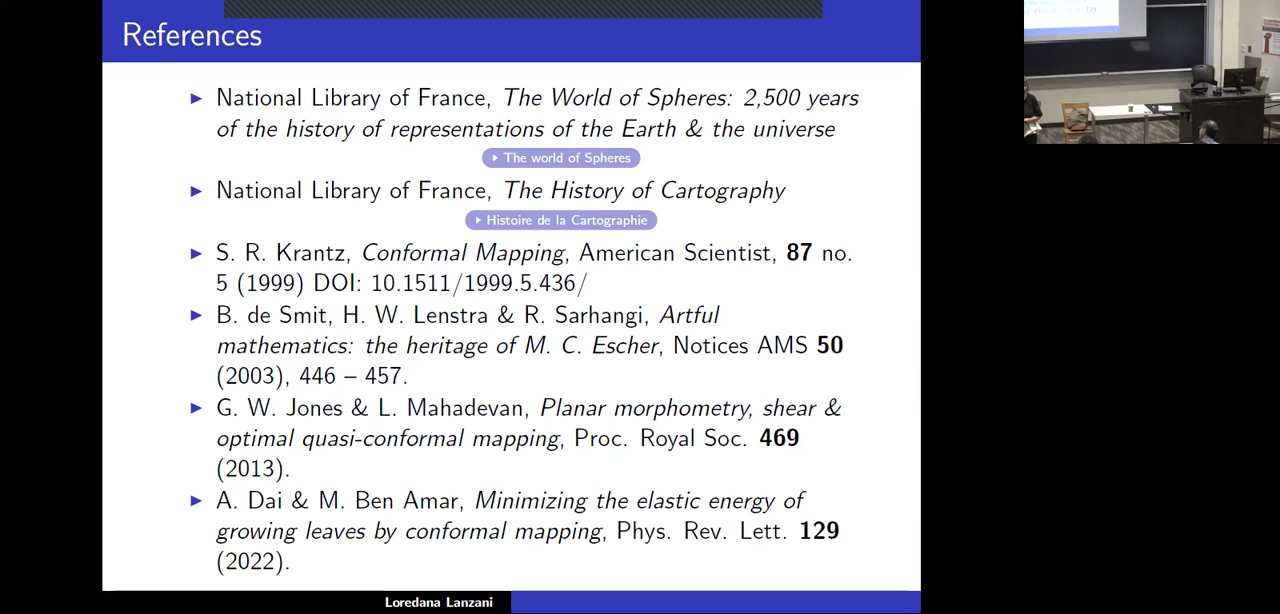 References
▶ National Library of France, The World of Spheres: 2,500 years
of the history of representations of the Earth & the universe
▶ The world of Spheres
▶ National Library of France, The History of Cartography
▶ Histoire de la Cartographie
▶ S. R. Krantz, Conformal Mapping, American Scientist, 87 no.
5 (1999) DOI: 10.1511/1999.5.436/
▶ B. de Smit, H. W. Lenstra & R. Sarhangi, Artful
mathematics: the heritage of M. C. Escher, Notices AMS 50
(2003), 446 – 457.
▶ G. W. Jones & L. Mahadevan, Planar morphometry, shear &
optimal quasi-conformal mapping, Proc. Royal Soc. 469
(2013).
▶ A. Dai & M. Ben Amar, Minimizing the elastic energy of
growing leaves by conformal mapping, Phys. Rev. Lett. 129
(2022).
Loredana Lanzani